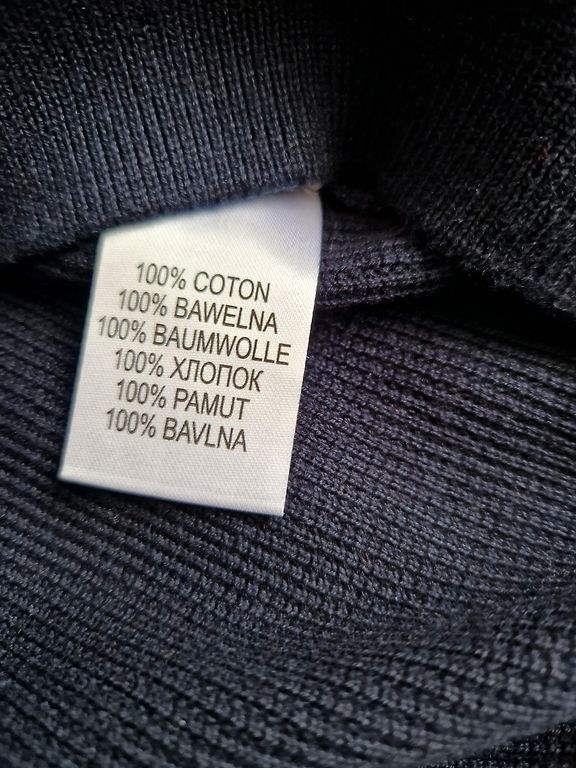 100% COTON
100% BAWELNA
100% BAUMWOLLE
100% ХЛОПОК
100% PAMUT
100% BAVLNA